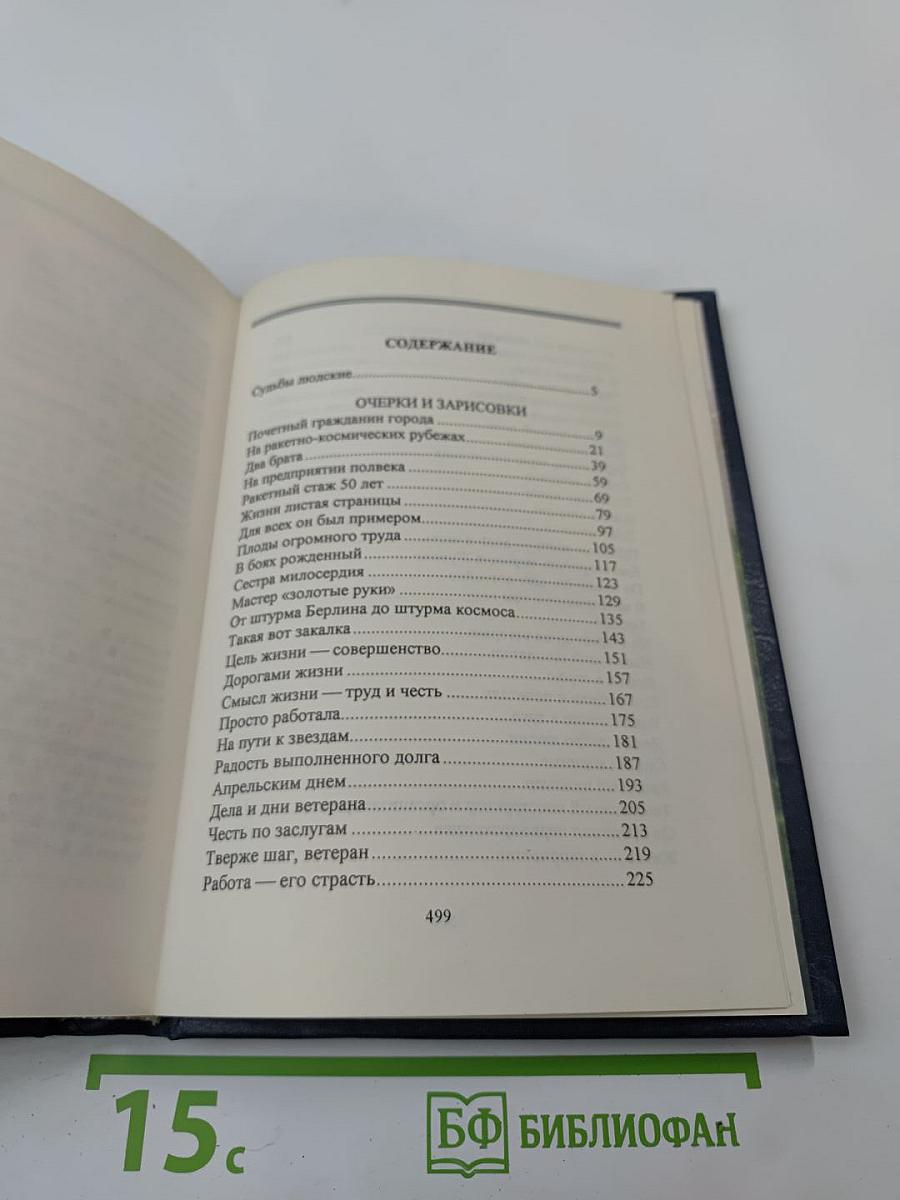 СОДЕРЖАНИЕ
Судьбы людские....5
ОЧЕРКИ И ЗАРИСОВКИ
Почетный гражданин города....9
На ракетно-космических рубежах....21
Два брата....39
На предприятии полвека....59
Ракетный стаж 50 лет....69
Жизни листая страницы....79
Для всех он был примером....97
Плоды огромного труда....105
В боях рожденный....117
Сестра милосердия....123
Мастер «золотые руки»....129
От штурма Берлина до штурма космоса....135
Такая вот закалка....143
Цель жизни — совершенство....151
Дорогами жизни....157
Смысл жизни — труд и честь....167
Просто работала....175
На пути к звездам....181
Радость выполненного долга....187
Апрельским днем....193
Дела и дни ветерана....205
Честь по заслугам....213
Тверже шаг, ветеран....219
Работа — его страсть....225
499
15 с
БФ БИБЛИОФАН